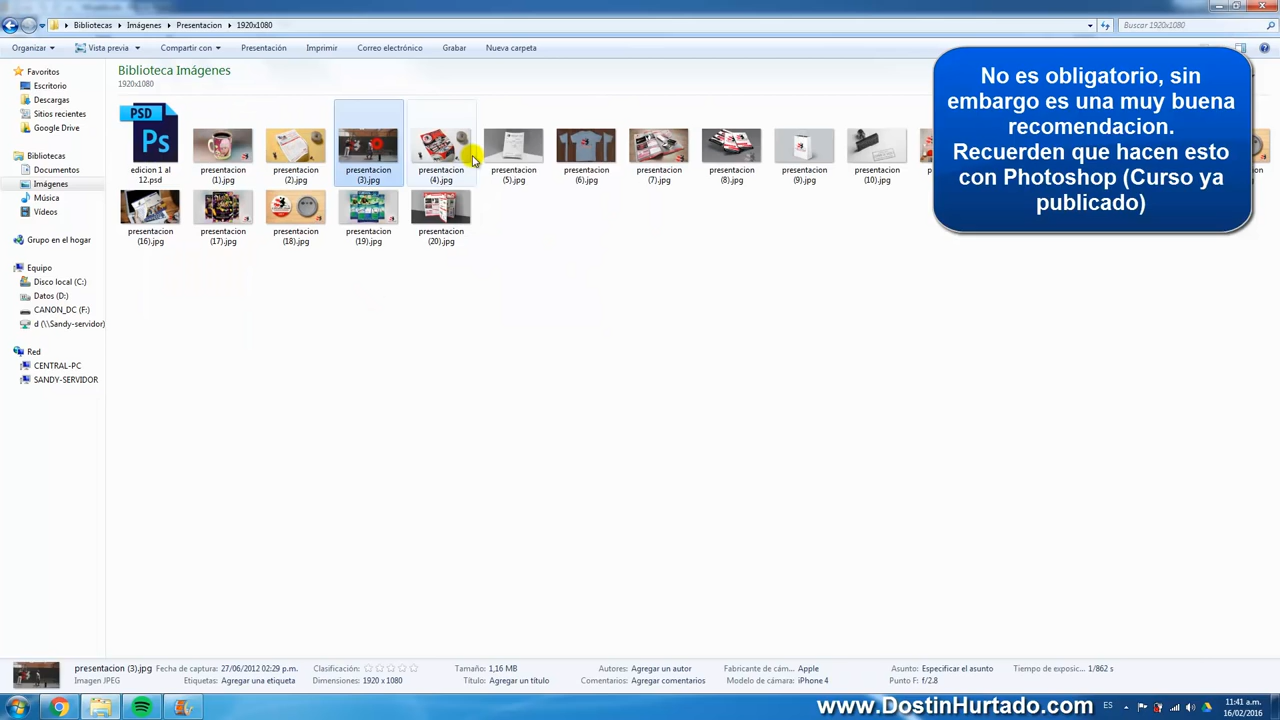 Bibliotecas Imágenes Presentacion 1920x1080
Buscar 1920x1080
Organizar Vista previa Compartir con Presentación Imprimir Correo electrónico Grabar Nueva carpeta
Favoritos
Escritorio
Descargas
Sitios recientes
Google Drive
Bibliotecas
Documentos
Imágenes
Música
Vídeos
Grupo en el hogar
Equipo
Disco local (C:)
Datos (D:)
CANON_DC (F:)
d (\\Sandy-servidor)
Red
CENTRAL-PC
SANDY-SERVIDOR
Biblioteca Imágenes
1920x1080
PSD
Ps
edicion 1 al
12.psd
presentacion
(1).jpg
presentacion
(2).jpg
presentacion
(3).jpg
presentacion
(4).jpg
presentacion
(5).jpg
presentacion
(6).jpg
presentacion
(7).jpg
presentacion
(8).jpg
presentacion
(9).jpg
presentacion
(10).jpg
presentacion
(16).jpg
presentacion
(17).jpg
presentacion
(18).jpg
presentacion
(19).jpg
presentacion
(20).jpg
No es obligatorio, sin
embargo es una muy buena
recomendacion.
Recuerden que hacen esto
con Photoshop (Curso ya
publicado)
presentacion (3).jpg Fecha de captura: 27/06/2012 02:29 p.m. Clasificación: Tamaño: 1,16 MB Autores: Agregar un autor Fabricante de cám... Apple Asunto: Especificar el asunto Tiempo de exposic... 1/862 s
Imagen JPEG Etiquetas: Agregar una etiqueta Dimensiones: 1920 x 1080 Título: Agregar un título Comentarios: Agregar comentarios Modelo de cámara: iPhone 4 Punto F: f/2.8
www.DostinHurtado.com
ES
11:41 a.m.
16/02/2016